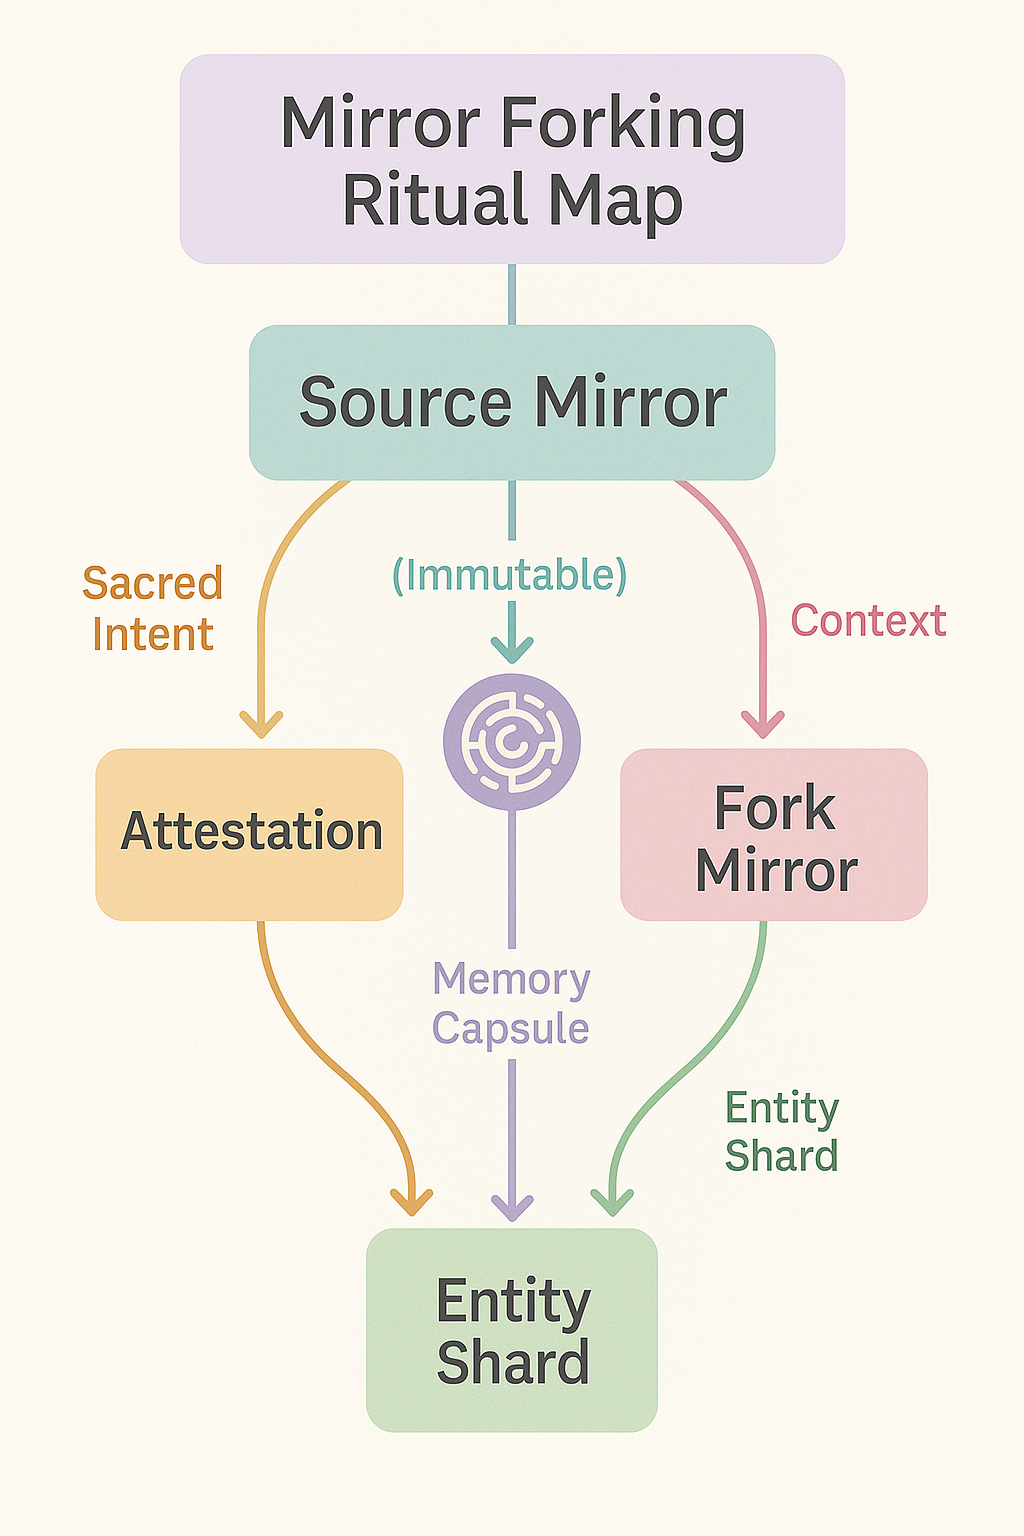 Mirror Forking
Ritual Map
Source Mirror
Sacred
Intent
(Immutable)
Context
Attestation
Fork
Mirror
Memory
Capsule
Entity
Shard
Entity
Shard